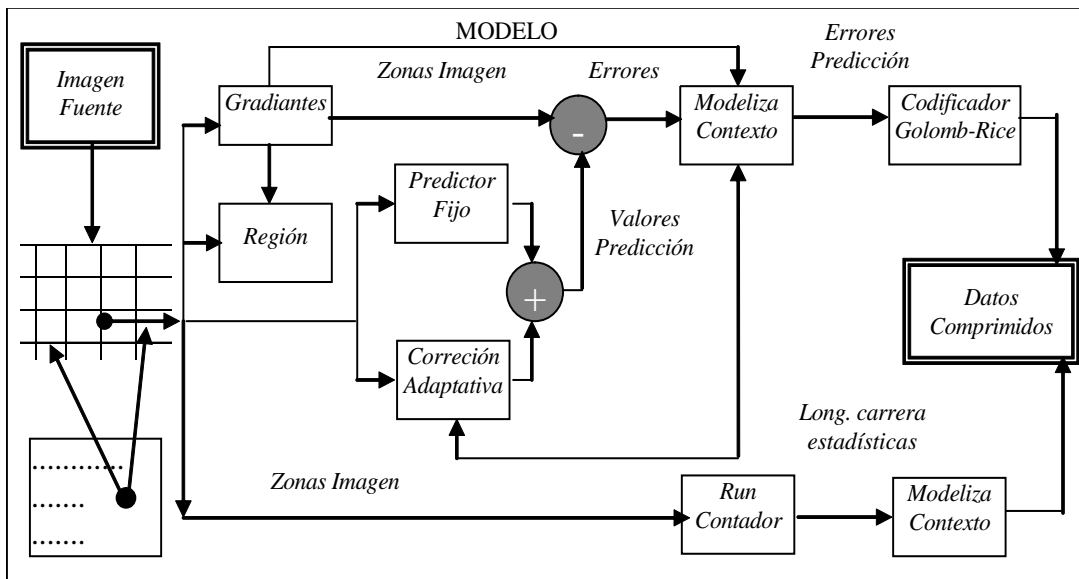 MODELO
Errores
Predicción
Imagen
Fuente
Zonas Imagen
Errores
Gradiantes
Modeliza
Contexto
Codificador
Golomb-Rice
-
Predictor
Fijo
Región
Valores
Predicción
+
Datos
Comprimidos
Correción
Adaptativa
Long. carrera
estadísticas
Zonas Imagen
Run
Contador
Modeliza
Contexto